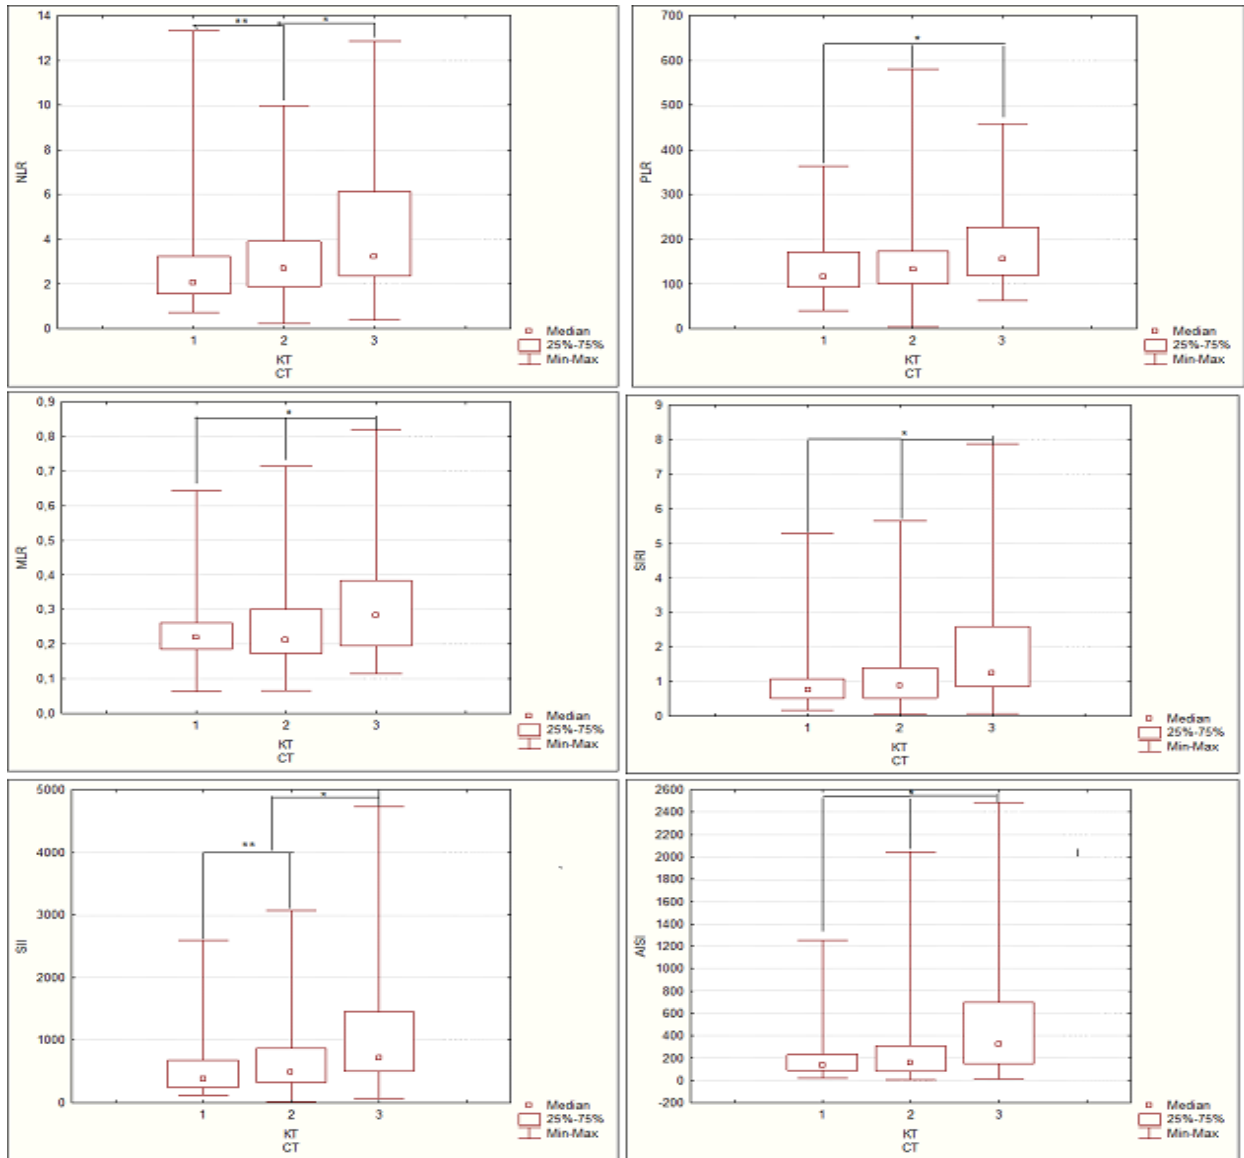 14
12
10
8
6
4
2
0
NLR
** *
1 2 3
KT
CT
Median
25%-75%
Min-Max
700
600
500
400
300
200
100
0
PLR
*
1 2 3
KT
CT
Median
25%-75%
Min-Max
0,9
0,8
0,7
0,6
0,5
0,4
0,3
0,2
0,1
0,0
MLR
*
1 2 3
KT
CT
Median
25%-75%
Min-Max
9
8
7
6
5
4
3
2
1
0
SIRI
*
1 2 3
KT
CT
Median
25%-75%
Min-Max
5000
4000
3000
2000
1000
0
SII
** *
1 2 3
KT
CT
Median
25%-75%
Min-Max
2600
2400
2200
2000
1800
1600
1400
1200
1000
800
600
400
200
0
-200
AISI
*
1 2 3
KT
CT
Median
25%-75%
Min-Max